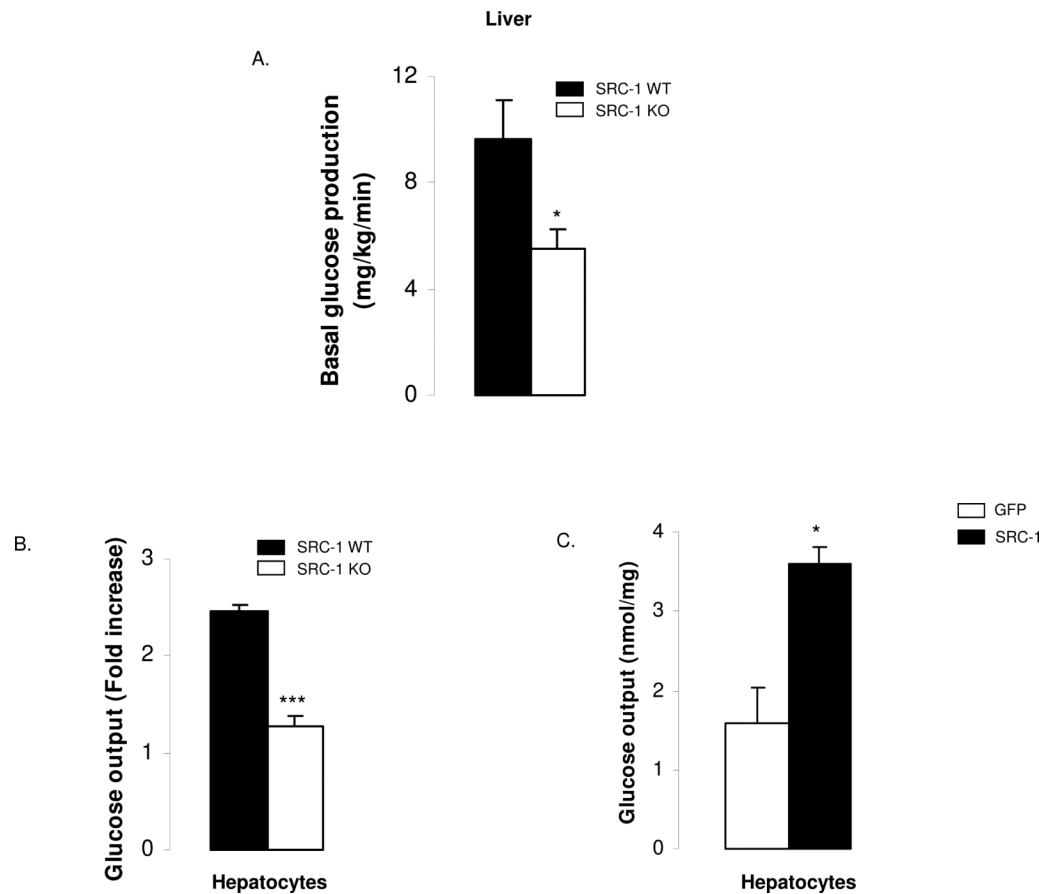 Liver
A.
Basal glucose production
(mg/kg/min)
12
8
4
0
SRC-1 WT
SRC-1 KO
*
B.
Glucose output (Fold increase)
3
2
1
0
SRC-1 WT
SRC-1 KO
***
Hepatocytes
C.
Glucose output (nmol/mg)
4
3
2
1
0
GFP
SRC-1
*
Hepatocytes